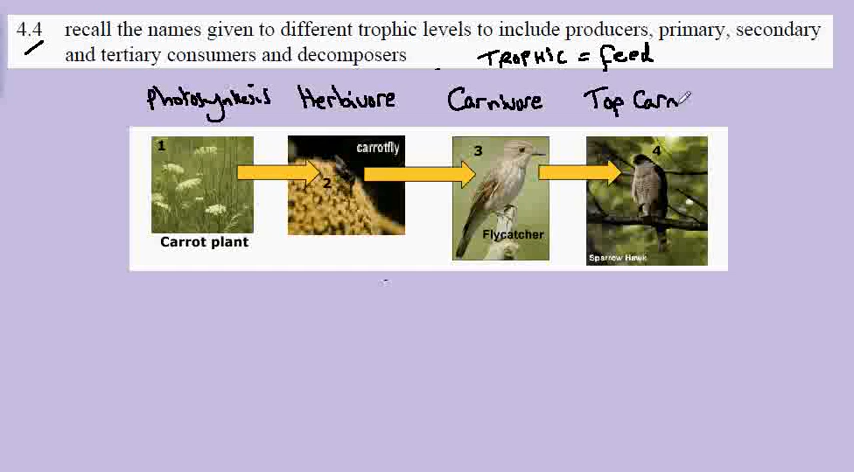 4.4 recall the names given to different trophic levels to include producers, primary, secondary
and tertiary consumers and decomposers
TROPHIC = feed
Photosynthesis Herbivore Carnivore Top Carn
1 2 carrotfly 3 4
Carrot plant Flycatcher Sparrow Hawk